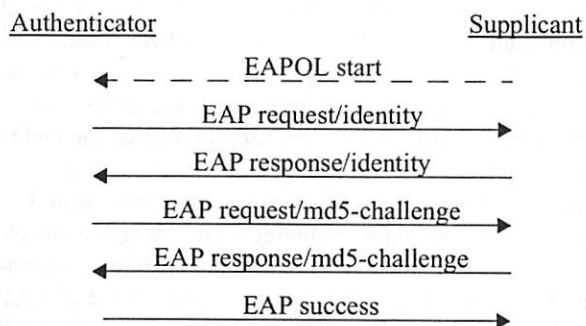 Authenticator Supplicant
EAPOL start
EAP request/identity
EAP response/identity
EAP request/md5-challenge
EAP response/md5-challenge
EAP success